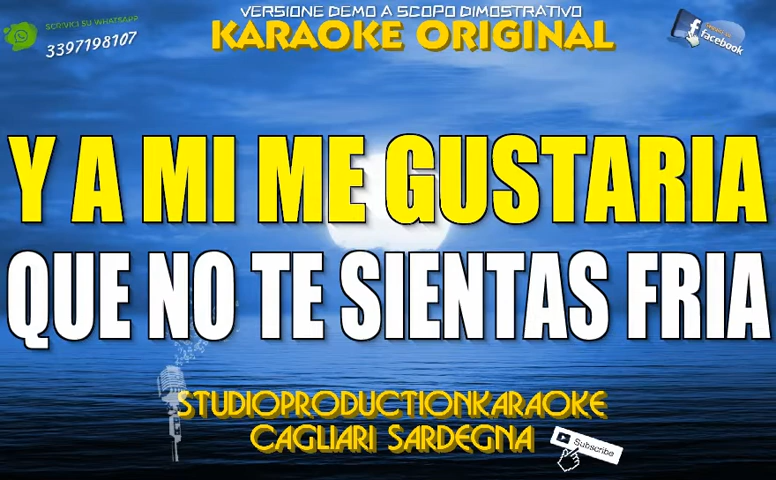 VERSIONE DEMO A SCOPO DIMOSTRATIVO
KARAOKE ORIGINAL
SCRIVICI SU WHATSAPP
3397198107
facebook
Y A MI ME GUSTARIA
QUE NO TE SIENTAS FRIA
STUDIOPRODUCTIONKARAOKE
CAGLIARI SARDEGNA
Subscribe